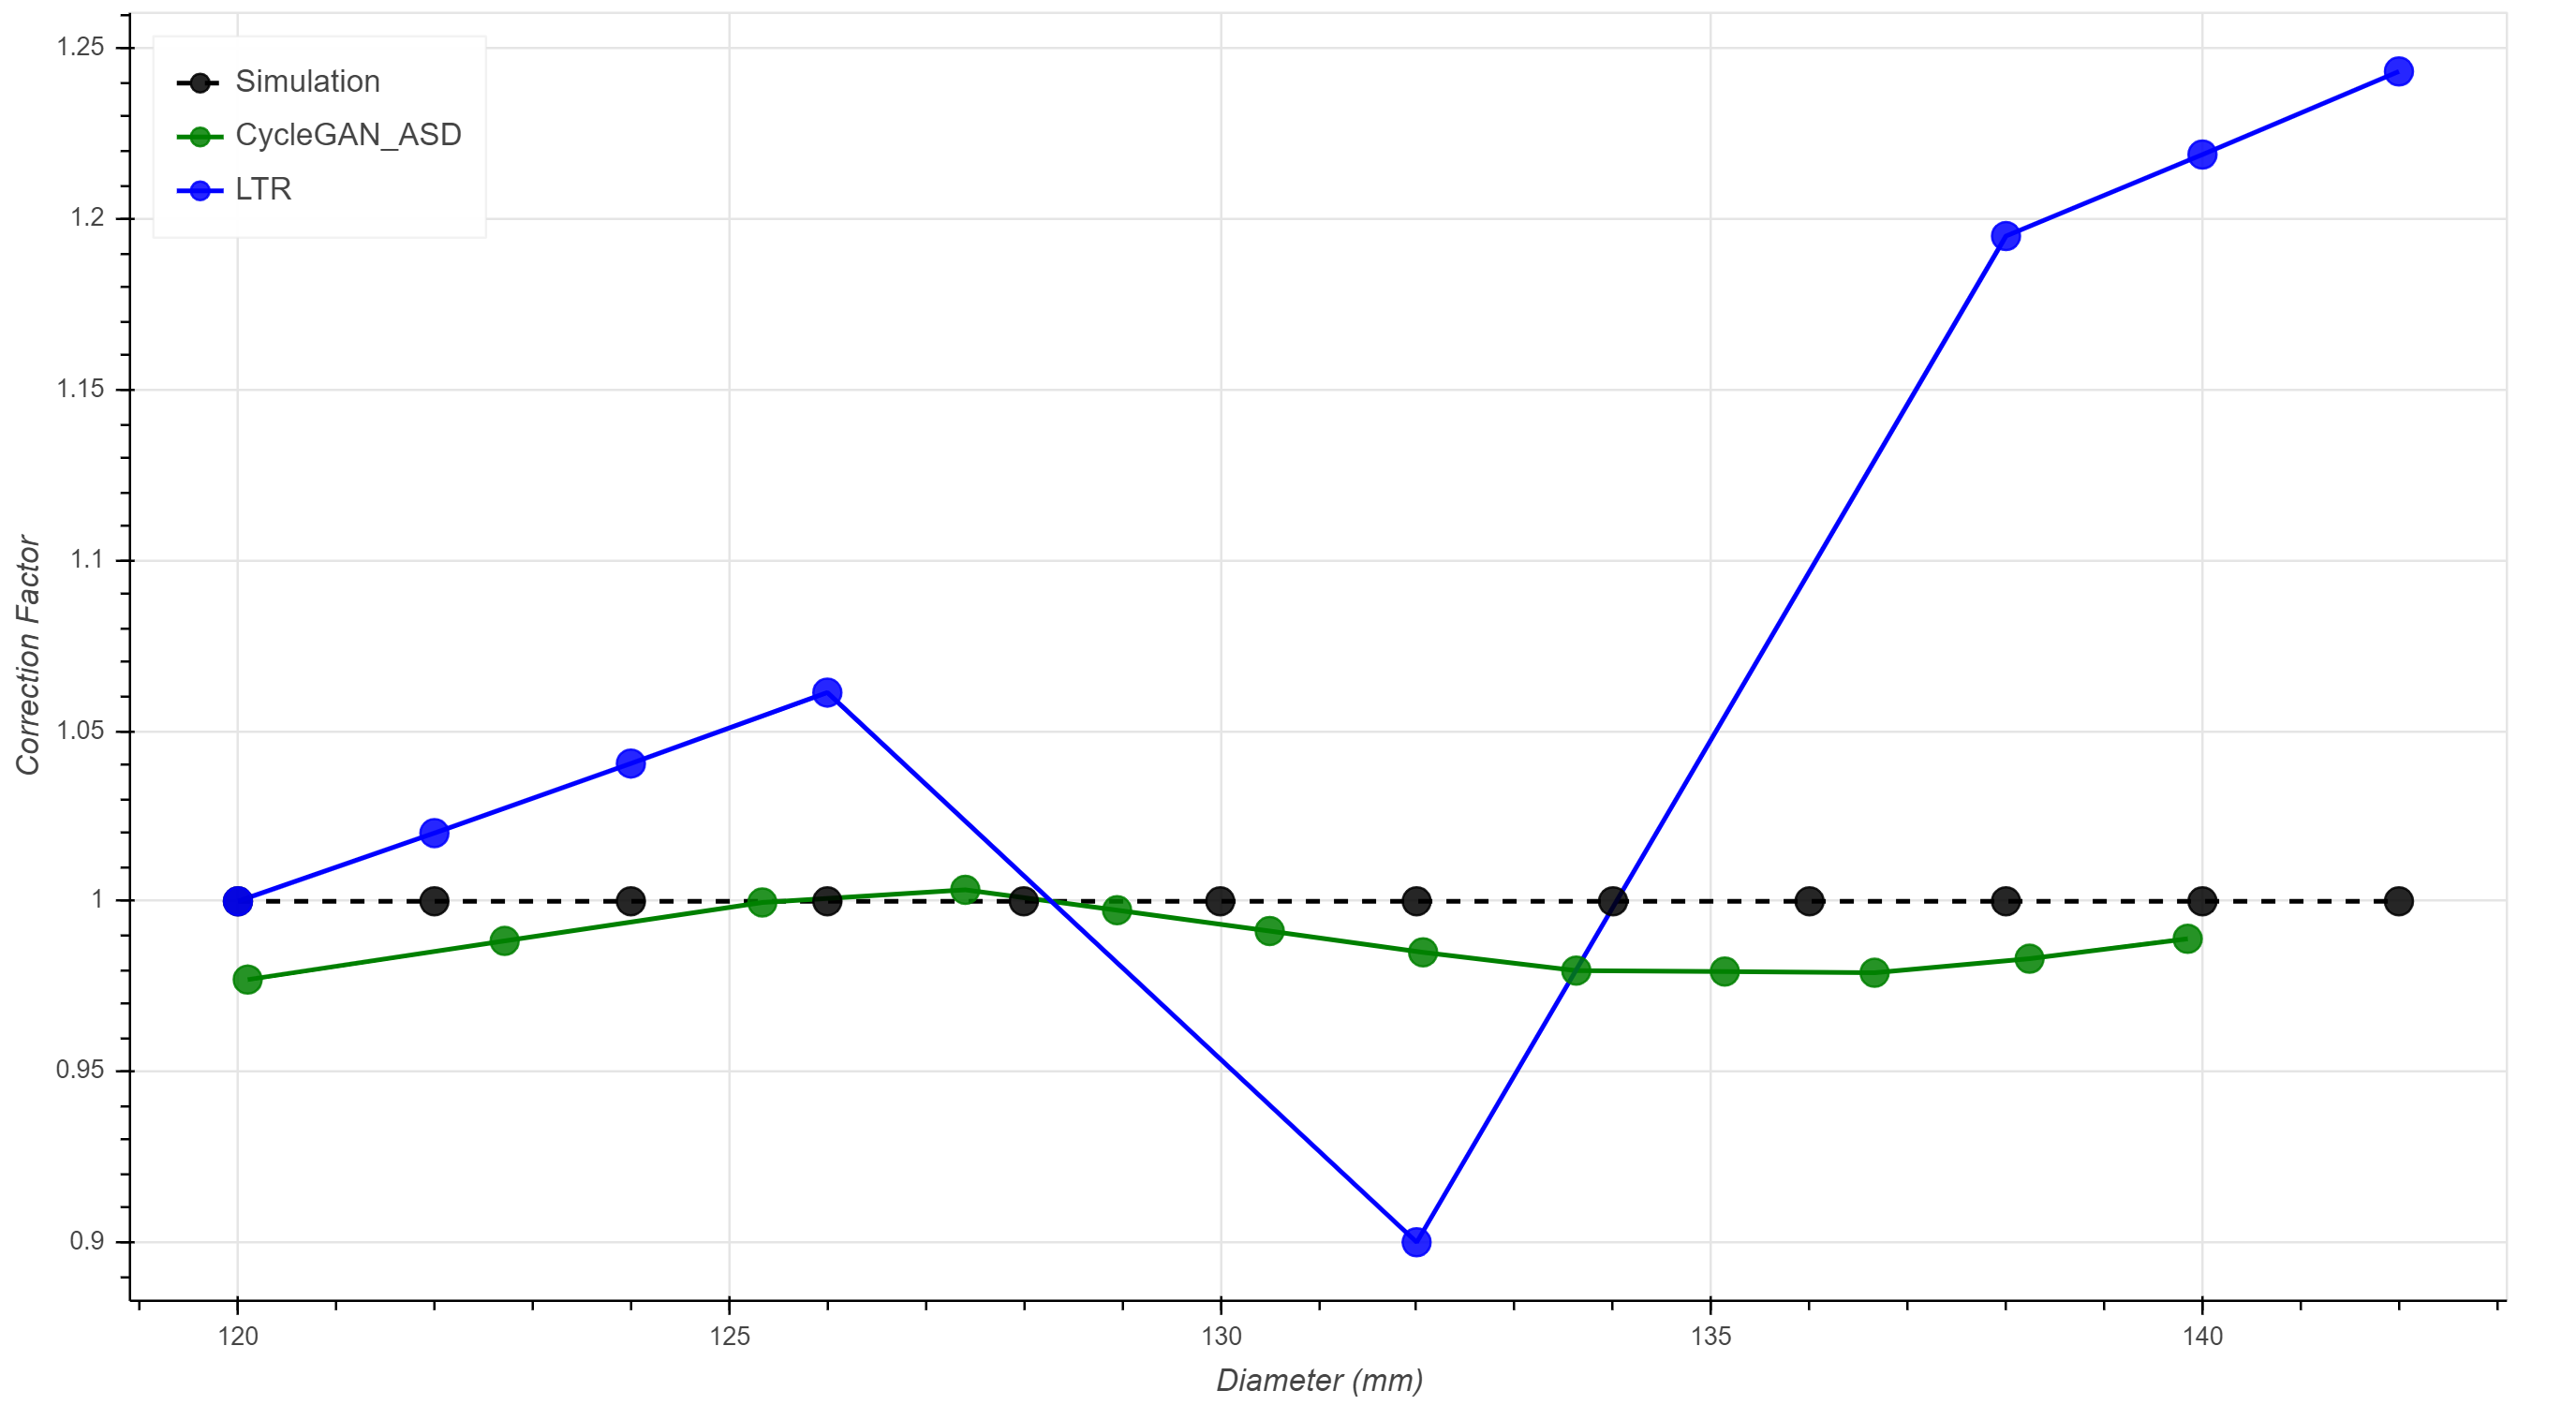 Simulation
CycleGAN_ASD
LTR
1.25
1.2
1.15
1.1
1.05
1
0.95
0.9
Correction Factor
120 125 130 135 140
Diameter (mm)